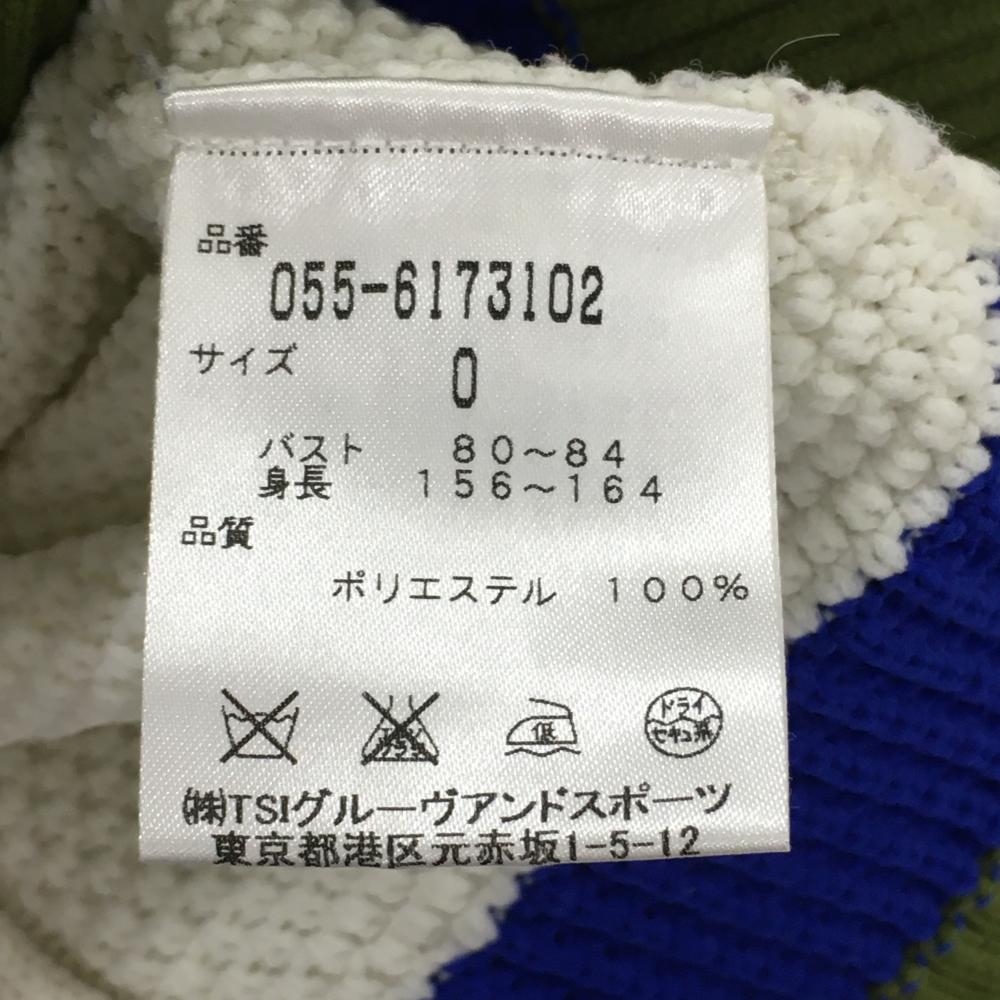 品番
055-6173102
サイズ 0
バスト 80～84
身長 156～164
品質
ポリエステル 100%
低
ドライ
セキユ系
㈱TSIグルーヴアンドスポーツ
東京都港区元赤坂1-5-12